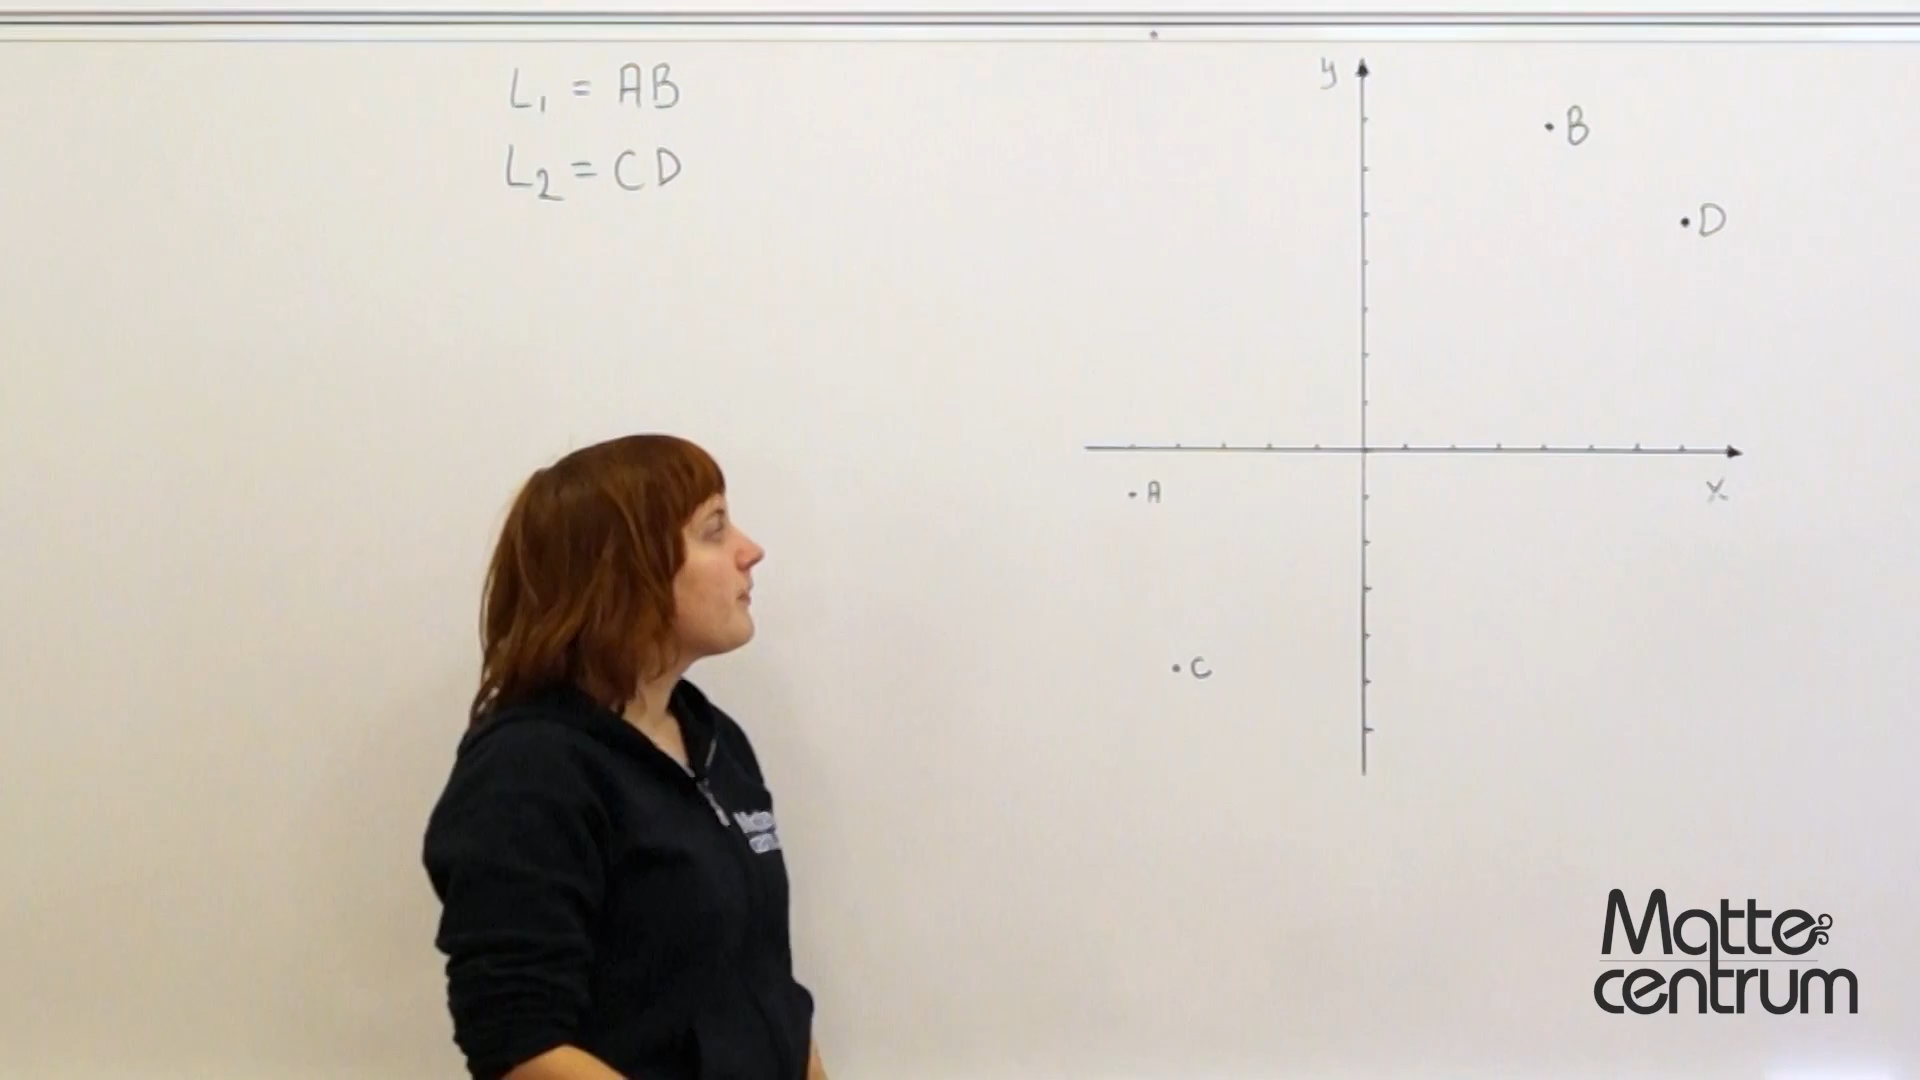 L₁ = AB
L₂ = CD
y
B
D
x
A
C
Matte
centrum